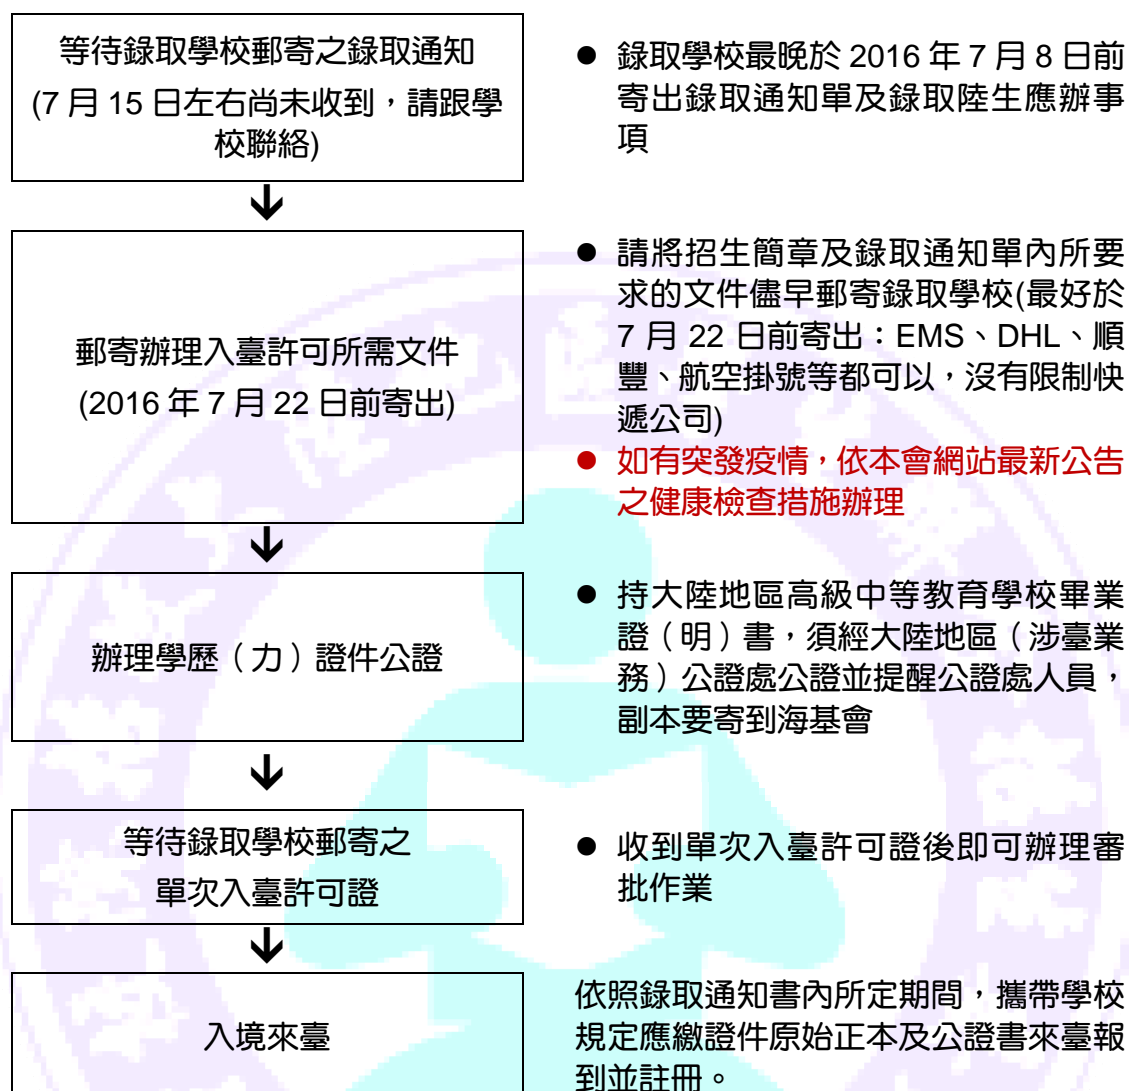 等待錄取學校郵寄之錄取通知
(7 月 15 日左右尚未收到，請跟學
校聯絡)
● 錄取學校最晚於 2016 年 7 月 8 日前
寄出錄取通知單及錄取陸生應辦事
項
郵寄辦理入臺許可所需文件
(2016 年 7 月 22 日前寄出)
● 請將招生簡章及錄取通知單內所要
求的文件儘早郵寄錄取學校(最好於
7 月 22 日前寄出：EMS、DHL、順
豐、航空掛號等都可以，沒有限制快
遞公司)
● 如有突發疫情，依本會網站最新公告
之健康檢查措施辦理
辦理學歷（力）證件公證
● 持大陸地區高級中等教育學校畢業
證（明）書，須經大陸地區（涉臺業
務）公證處公證並提醒公證處人員，
副本要寄到海基會
等待錄取學校郵寄之
單次入臺許可證
● 收到單次入臺許可證後即可辦理審
批作業
入境來臺
依照錄取通知書內所定期間，攜帶學校
規定應繳證件原始正本及公證書來臺報
到並註冊。